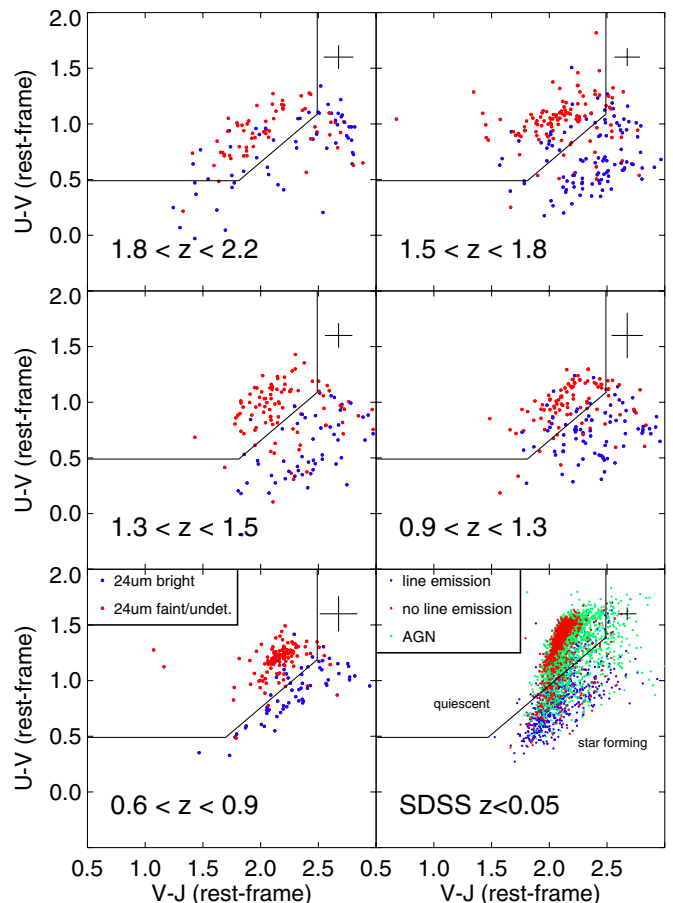 2.0
1.5
1.0
0.5
0.0
U-V (rest-frame)
1.8 < z < 2.2
1.5 < z < 1.8
2.0
1.5
1.0
0.5
0.0
U-V (rest-frame)
1.3 < z < 1.5
0.9 < z < 1.3
2.0
1.5
1.0
0.5
0.0
U-V (rest-frame)
24um bright
24um faint/undet.
0.6 < z < 0.9
line emission
no line emission
AGN
quiescent
star forming
SDSS z<0.05
0.5 1.0 1.5 2.0 2.5
0.5 1.0 1.5 2.0 2.5
V-J (rest-frame)
V-J (rest-frame)